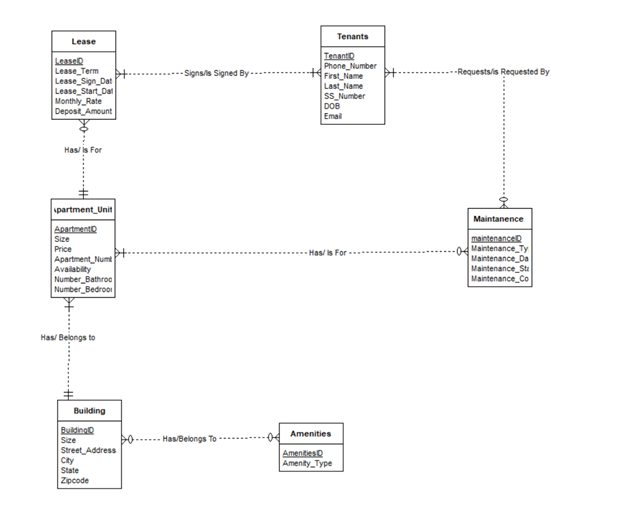 Lease
LeaseID
Lease_Term
Lease_Sign_Dat
Lease_Start_Dat
Monthly_Rate
Deposit_Amount
Signs/Is Signed By
Tenants
TenantID
Phone_Number
First_Name
Last_Name
SS_Number
DOB
Email
Requests/is Requested By
Has/ Is For
Apartment_Unit
ApartmentID
Size
Price
Apartment_Numl
Availability
Number_Bathroo
Number_Bedroo
Has/ Is For
Maintanence
maintenanceID
Maintenance_Ty
Maintenance_Da
Maintenance_Sta
Maintenance_Co
Has/ Belongs to
Building
BuildingID
Size
Street_Address
City
State
Zipcode
Has/Belongs To
Amenities
AmenitiesID
Amenity_Type